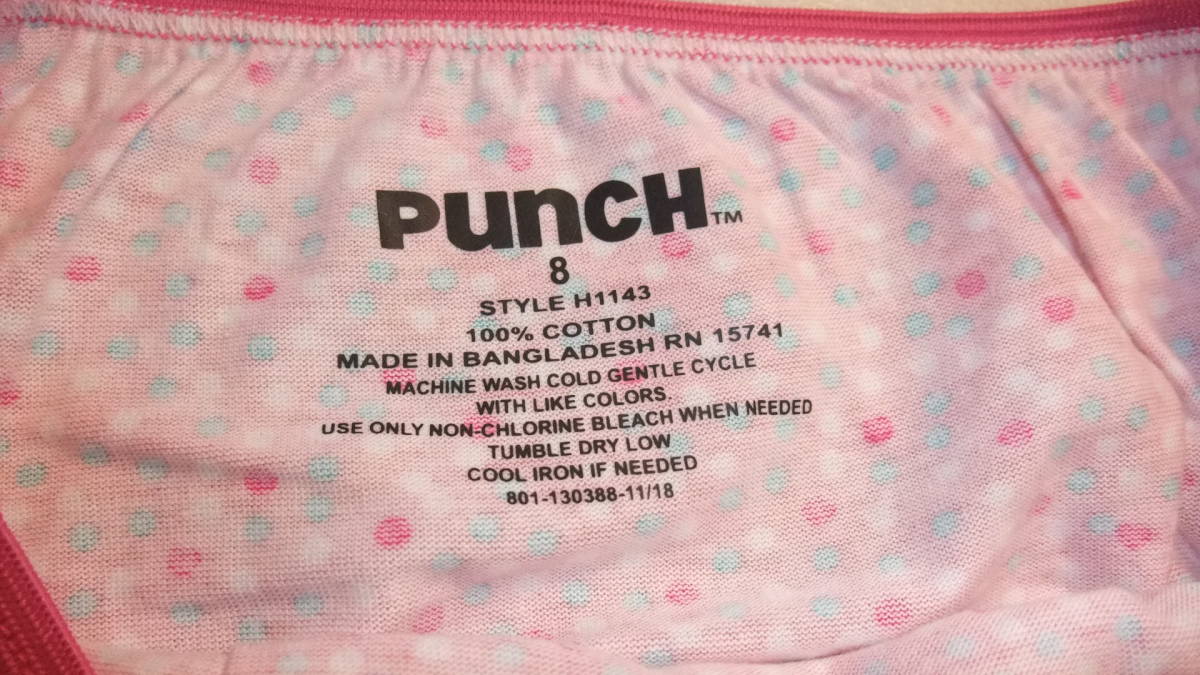 PUnCH™
8
STYLE H1143
100% COTTON
MADE IN BANGLADESH RN 15741
MACHINE WASH COLD GENTLE CYCLE
WITH LIKE COLORS.
USE ONLY NON-CHLORINE BLEACH WHEN NEEDED
TUMBLE DRY LOW
COOL IRON IF NEEDED
801-130388-11/18